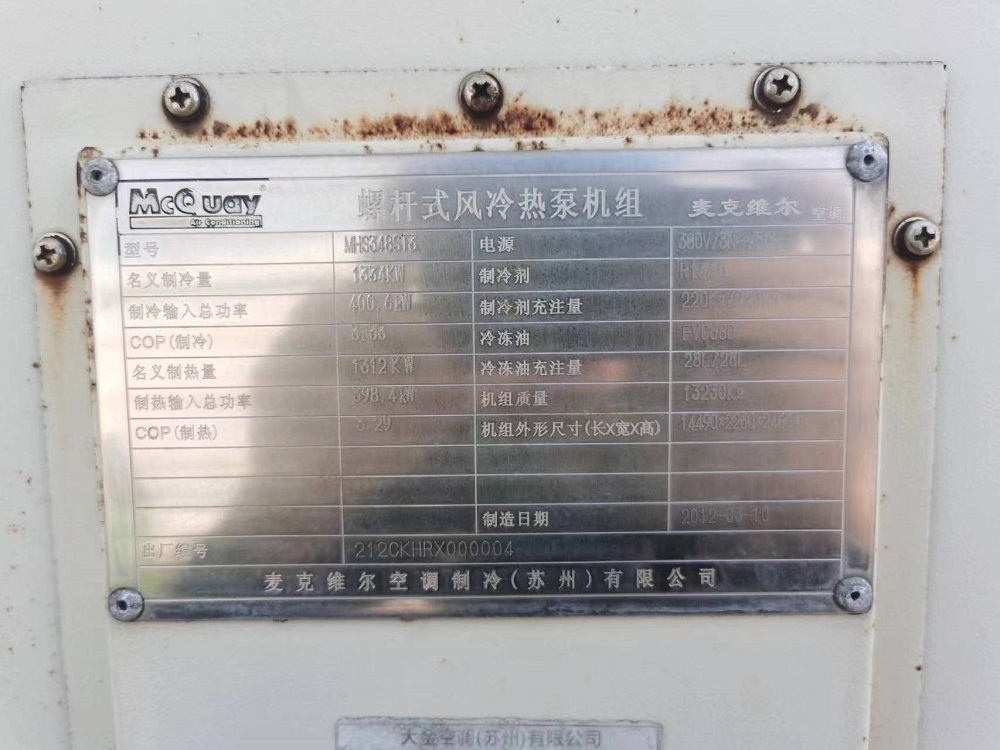 McQuay
Air Conditioning
螺杆式风冷热泵机组 麦克维尔 空调
型号 MHS348ST3 电源
名义制冷量 1334KW 制冷剂
制冷输入总功率 400.6kW 制冷剂充注量
COP(制冷) 3.33 冷冻油
名义制热量 1312KW 冷冻油充注量 28L/28L
制热输入总功率 398.4kW 机组质量 13230Kg
COP(制热) 3.29 机组外形尺寸(长X宽X高)
制造日期
出厂编号 212CKHRX000004
麦克维尔空调制冷(苏州)有限公司
大金空调(苏州)有限公司